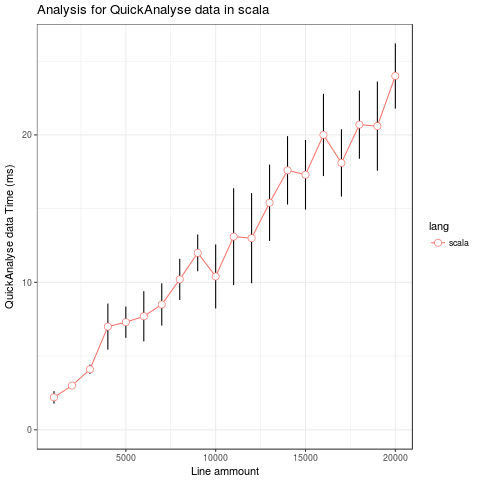 Analysis for QuickAnalyse data in scala
QuickAnalyse data Time (ms)
20
10
0
5000
10000
15000
20000
Line ammount
lang
scala